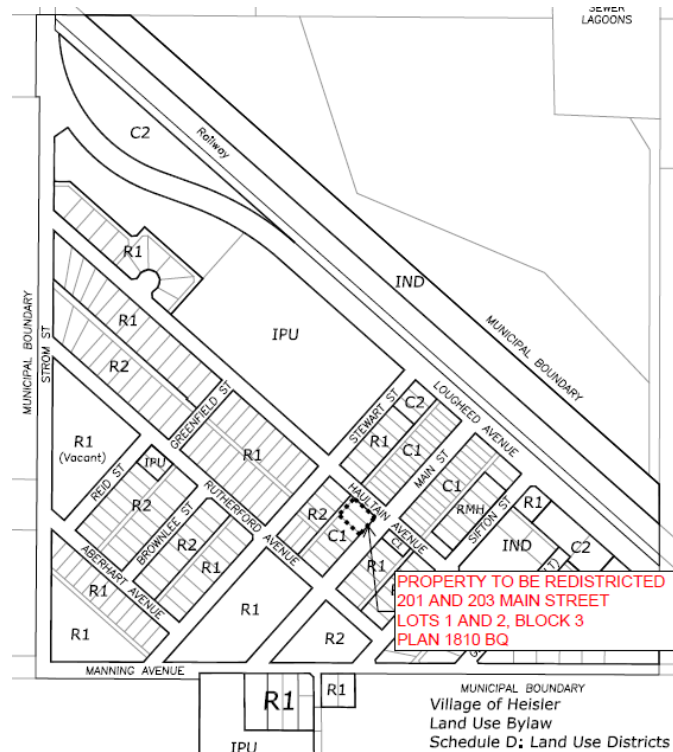 SEWER
LAGOONS
C2
Railway
R1
IND
MUNICIPAL BOUNDARY
MUNICIPAL BOUNDARY
STROM ST
R1
IPU
R2
GREENFIELD ST
STEWART ST
C2
LOUGHEED AVENUE
R1
(Vacant)
R1
R1
C1
MAIN ST
IPU
REID ST
RUTHERFORD AVENUE
HAULTAIN AVENUE
C1
RMH
SIFTON ST
R1
R2
BROWNLEE ST
R2
C1
IND
C2
R2
R1
C1
R1
ABERHART AVENUE
R1
R1
R1
R2
PROPERTY TO BE REDISTRICTED
201 AND 203 MAIN STREET
LOTS 1 AND 2, BLOCK 3
PLAN 1810 BQ
MANNING AVENUE
R1
R1
IPU
MUNICIPAL BOUNDARY
Village of Heisler
Land Use Bylaw
Schedule D: Land Use Districts